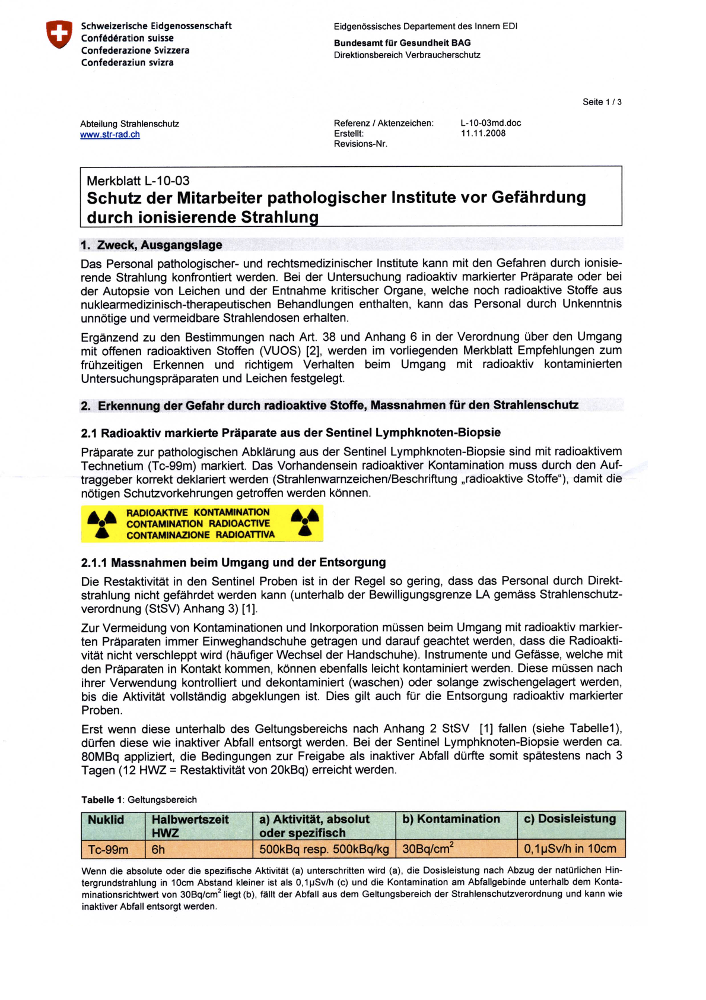 Schweizerische Eidgenossenschaft
Confédération suisse
Confederazione Svizzera
Confederaziun svizra
Eidgenössisches Departement des Innern EDI
Bundesamt für Gesundheit BAG
Direktionsbereich Verbraucherschutz
Seite 1 / 3
Abteilung Strahlenschutz
www.str-rad.ch
Referenz / Aktenzeichen: L-10-03md.doc
Erstellt: 11.11.2008
Revisions-Nr.
Merkblatt L-10-03
Schutz der Mitarbeiter pathologischer Institute vor Gefährdung
durch ionisierende Strahlung
1. Zweck, Ausgangslage
Das Personal pathologischer- und rechtsmedizinischer Institute kann mit den Gefahren durch ionisie-
rende Strahlung konfrontiert werden. Bei der Untersuchung radioaktiv markierter Präparate oder bei
der Autopsie von Leichen und der Entnahme kritischer Organe, welche noch radioaktive Stoffe aus
nuklearmedizinisch-therapeutischen Behandlungen enthalten, kann das Personal durch Unkenntnis
unnötige und vermeidbare Strahlendosen erhalten.
Ergänzend zu den Bestimmungen nach Art. 38 und Anhang 6 in der Verordnung über den Umgang
mit offenen radioaktiven Stoffen (VUOS) [2], werden im vorliegenden Merkblatt Empfehlungen zum
frühzeitigen Erkennen und richtigem Verhalten beim Umgang mit radioaktiv kontaminierten
Untersuchungspräparaten und Leichen festgelegt.
2. Erkennung der Gefahr durch radioaktive Stoffe, Massnahmen für den Strahlenschutz
2.1 Radioaktiv markierte Präparate aus der Sentinel Lymphknoten-Biopsie
Präparate zur pathologischen Abklärung aus der Sentinel Lymphknoten-Biopsie sind mit radioaktivem
Technetium (Tc-99m) markiert. Das Vorhandensein radioaktiver Kontamination muss durch den Auf-
traggeber korrekt deklariert werden (Strahlenwarnzeichen/Beschriftung „radioaktive Stoffe“), damit die
nötigen Schutzvorkehrungen getroffen werden können.
RADIOAKTIVE KONTAMINATION
CONTAMINATION RADIOACTIVE
CONTAMINAZIONE RADIOATTIVA
2.1.1 Massnahmen beim Umgang und der Entsorgung
Die Restaktivität in den Sentinel Proben ist in der Regel so gering, dass das Personal durch Direkt-
strahlung nicht gefährdet werden kann (unterhalb der Bewilligungsgrenze LA gemäss Strahlenschutz-
verordnung (StSV) Anhang 3) [1].
Zur Vermeidung von Kontaminationen und Inkorporation müssen beim Umgang mit radioaktiv markier-
ten Präparaten immer Einweghandschuhe getragen und darauf geachtet werden, dass die Radioakti-
vität nicht verschleppt wird (häufiger Wechsel der Handschuhe). Instrumente und Gefässe, welche mit
den Präparaten in Kontakt kommen, können ebenfalls leicht kontaminiert werden. Diese müssen nach
ihrer Verwendung kontrolliert und dekontaminiert (waschen) oder solange zwischengelagert werden,
bis die Aktivität vollständig abgeklungen ist. Dies gilt auch für die Entsorgung radioaktiv markierter
Proben.
Erst wenn diese unterhalb des Geltungsbereichs nach Anhang 2 StSV [1] fallen (siehe Tabelle1),
dürfen diese wie inaktiver Abfall entsorgt werden. Bei der Sentinel Lymphknoten-Biopsie werden ca.
80MBq appliziert, die Bedingungen zur Freigabe als inaktiver Abfall dürfte somit spätestens nach 3
Tagen (12 HWZ = Restaktivität von 20kBq) erreicht werden.
Tabelle 1: Geltungsbereich
Nuklid Halbwertszeit a) Aktivität, absolut b) Kontamination c) Dosisleistung
HWZ oder spezifisch
Tc-99m 6h 500kBq resp. 500kBq/kg 30Bq/cm² 0,1µSv/h in 10cm
Wenn die absolute oder die spezifische Aktivität (a) unterschritten wird (a), die Dosisleistung nach Abzug der natürlichen Hin-
tergrundstrahlung in 10cm Abstand kleiner ist als 0,1µSv/h (c) und die Kontamination am Abfallgebinde unterhalb dem Konta-
minationsrichtwert von 30Bq/cm² liegt (b), fällt der Abfall aus dem Geltungsbereich der Strahlenschutzverordnung und kann wie
inaktiver Abfall entsorgt werden.